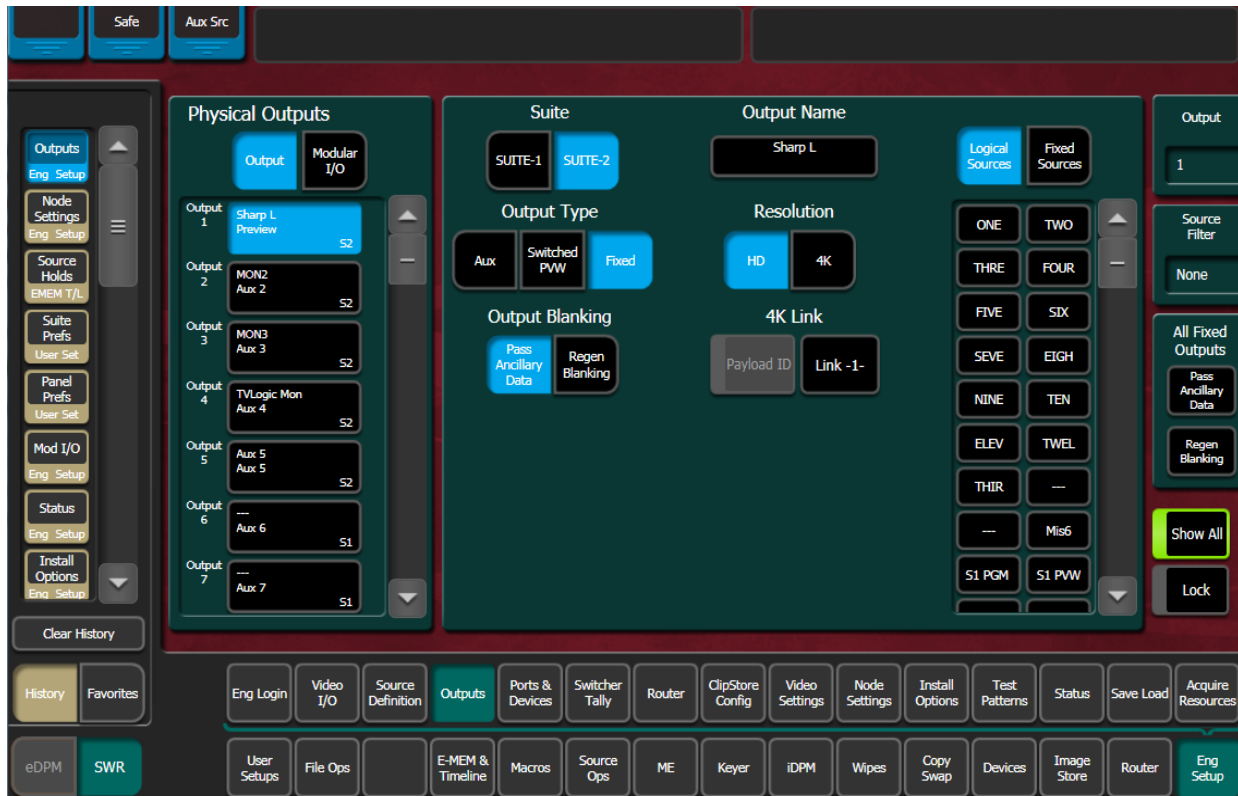 Safe
Aux Src
Outputs
Eng Setup
Node
Settings
Eng Setup
Source
Holds
EMEM T/L
Suite
Prefs
User Set
Panel
Prefs
User Set
Mod I/O
Eng Setup
Status
Eng Setup
Install
Options
Eng Setup
Clear History
History
Favorites
eDPM
SWR
Physical Outputs
Output
Modular
I/O
Output
1
Sharp L
Preview
S2
Output
2
MON2
Aux 2
S2
Output
3
MON3
Aux 3
S2
Output
4
TVLogic Mon
Aux 4
S2
Output
5
Aux 5
Aux 5
S2
Output
6
---
Aux 6
S1
Output
7
---
Aux 7
S1
Suite
SUITE-1
SUITE-2
Output Name
Sharp L
Output Type
Aux
Switched
PVW
Fixed
Resolution
HD
4K
Output Blanking
Pass
Ancillary
Data
Regen
Blanking
4K Link
Payload ID
Link -1-
Logical
Sources
Fixed
Sources
ONE
TWO
THRE
FOUR
FIVE
SIX
SEVE
EIGH
NINE
TEN
ELEV
TWEL
THIR
---
---
Mis6
S1 PGM
S1 PVW
Output
1
Source
Filter
None
All Fixed
Outputs
Pass
Ancillary
Data
Regen
Blanking
Show All
Lock
Eng Login
Video
I/O
Source
Definition
Outputs
Ports &
Devices
Switcher
Tally
Router
ClipStore
Config
Video
Settings
Node
Settings
Install
Options
Test
Patterns
Status
Save Load
Acquire
Resources
User
Setups
File Ops
E-MEM &
Timeline
Macros
Source
Ops
ME
Keyer
iDPM
Wipes
Copy
Swap
Devices
Image
Store
Router
Eng
Setup